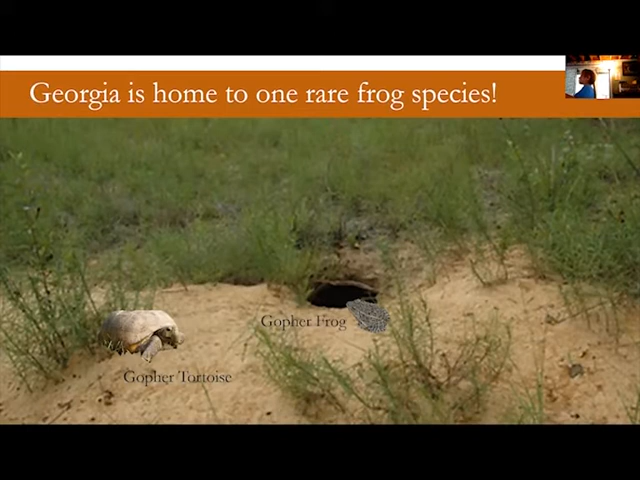 Georgia is home to one rare frog species!
Gopher Frog
Gopher Tortoise